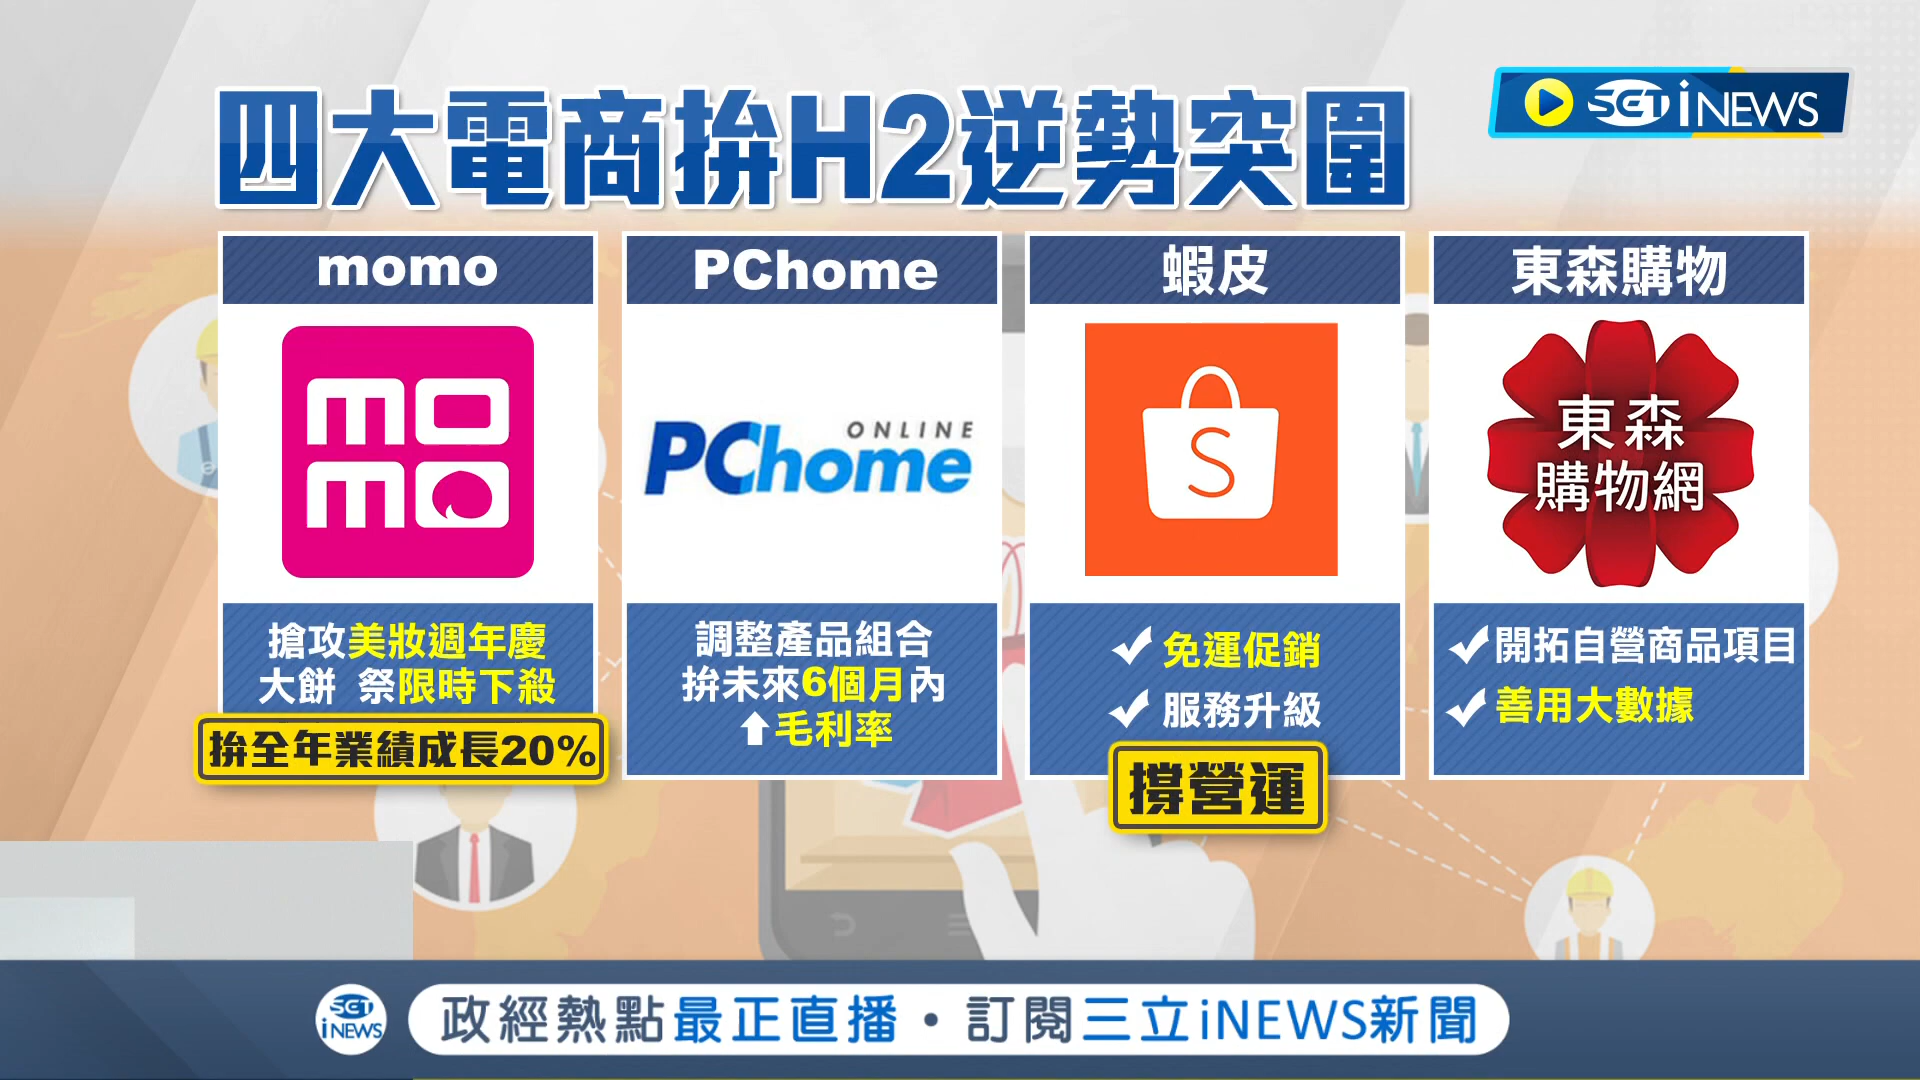 四大電商拚H2逆勢突圍
SET iNEWS
momo
momo
搶攻美妝週年慶
大餅 祭限時下殺
拚全年業績成長20%
PChome
ONLINE
PChome
調整產品組合
拚未來6個月內
⬆毛利率
蝦皮
S
✓免運促銷
✓服務升級
撐營運
東森購物
東森
購物網
✓開拓自營商品項目
✓善用大數據
SET
iNEWS
政經熱點最正直播・訂閱三立iNEWS新聞